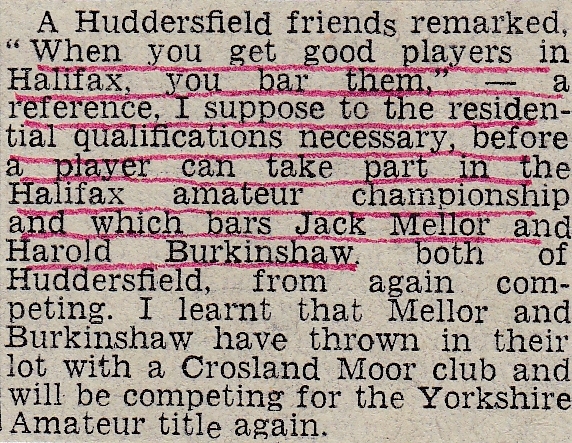 A Huddersfield friends remarked,
“When you get good players in
Halifax, you bar them,” — a
reference, I suppose to the residen-
tial qualifications necessary, before
a player can take part in the
Halifax amateur championship
and which bars Jack Mellor and
Harold Burkinshaw, both of
Huddersfield, from again com-
peting. I learnt that Mellor and
Burkinshaw have thrown in their
lot with a Crosland Moor club and
will be competing for the Yorkshire
Amateur title again.